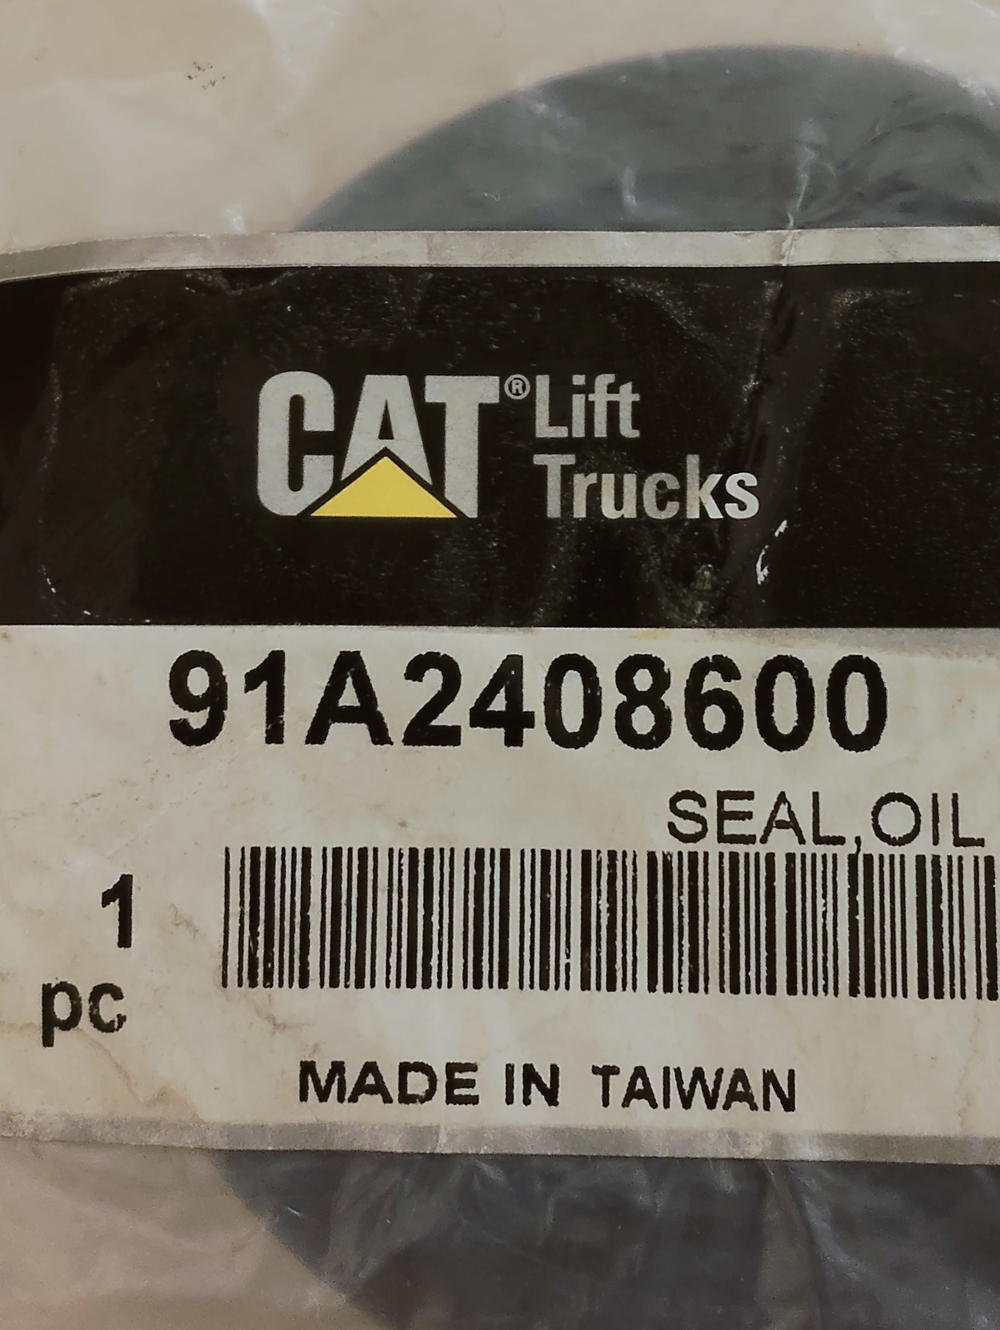 CAT® Lift
Trucks
91A2408600
SEAL,OIL
1
pc
MADE IN TAIWAN